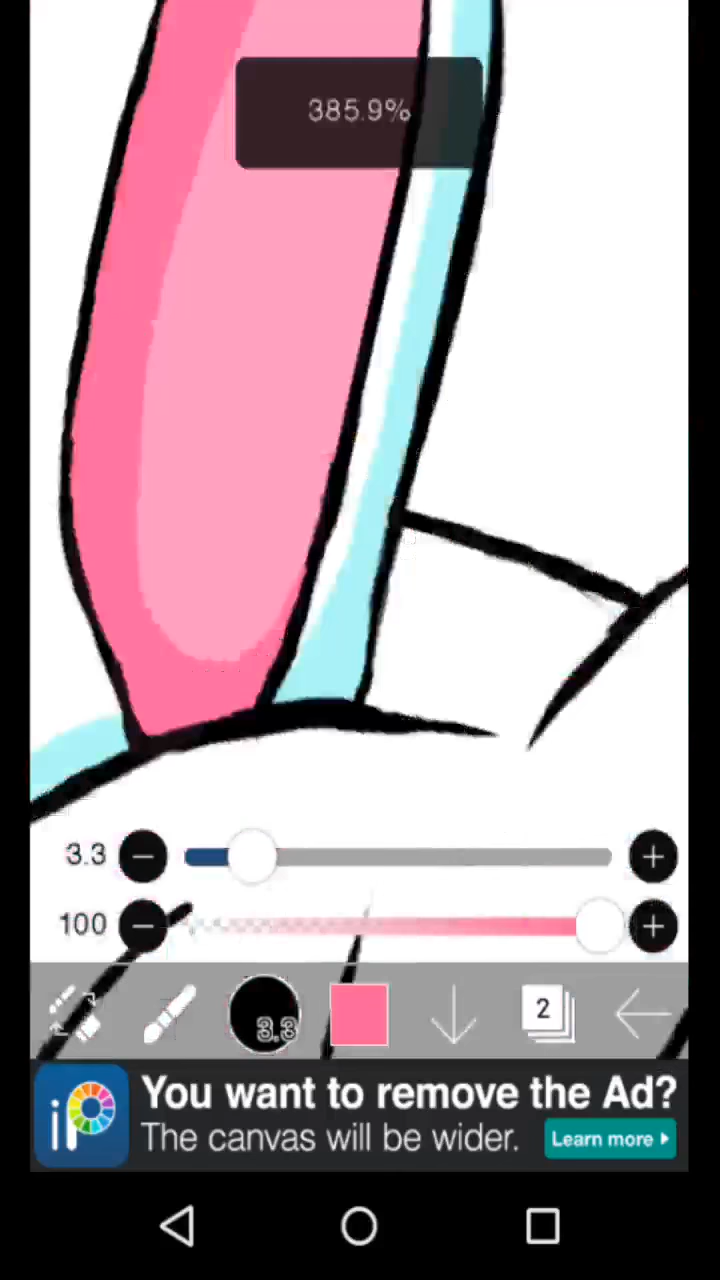 385.9%
3.3
100
3.3
2
iP
You want to remove the Ad?
The canvas will be wider.
Learn more